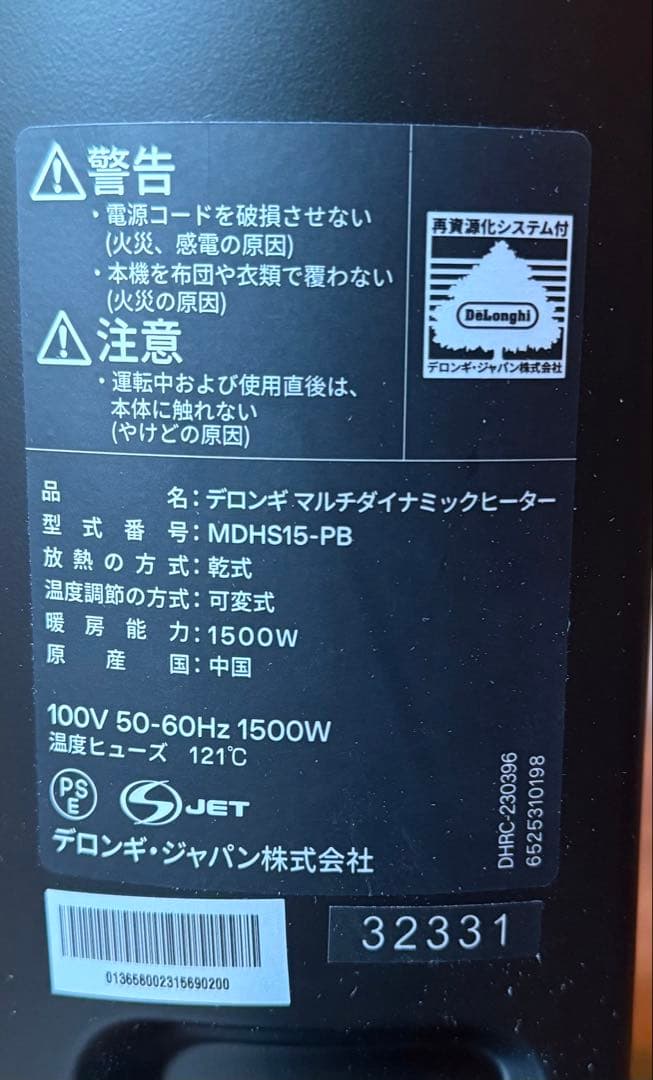 警告
・電源コードを破損させない
(火災、感電の原因)
・本機を布団や衣類で覆わない
(火災の原因)
注意
・運転中および使用直後は、
本体に触れない
(やけどの原因)
再資源化システム付
DeLonghi
デロンギ・ジャパン株式会社
品名：デロンギ マルチダイナミックヒーター
型式番号：MDHS15-PB
放熱の方式：乾式
温度調節の方式：可変式
暖房能力：1500W
原産国：中国
100V 50-60Hz 1500W
温度ヒューズ 121℃
PSE
JET
デロンギ・ジャパン株式会社
DHRC-230396
6525310198
013658002315690200
32331